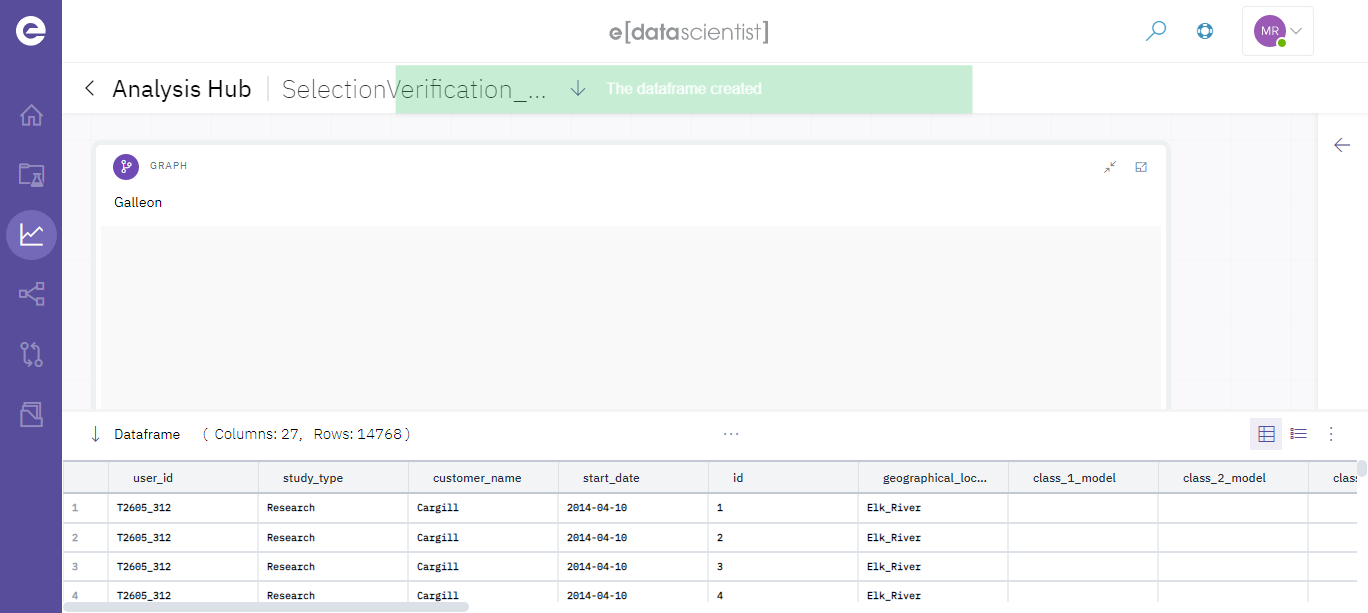 e[datascientist]
MR
Analysis Hub
SelectionVerification_...
The dataframe created
GRAPH
Galleon
Dataframe ( Columns: 27, Rows: 14768 )
...
user_id study_type customer_name start_date id geographical_loc... class_1_model class_2_model class
1 T2605_312 Research Cargill 2014-04-10 1 Elk_River
2 T2605_312 Research Cargill 2014-04-10 2 Elk_River
3 T2605_312 Research Cargill 2014-04-10 3 Elk_River
4 T2605_312 Research Cargill 2014-04-10 4 Elk_River